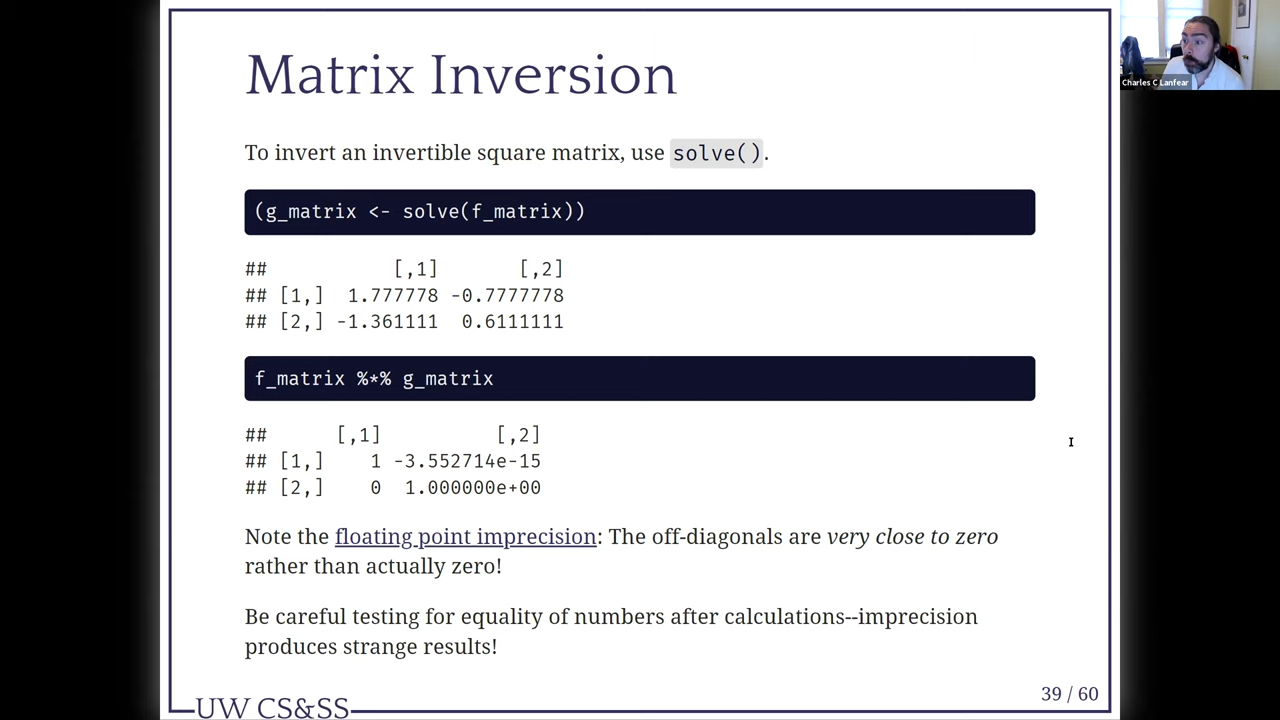 Matrix Inversion
Charles C Lanfear
To invert an invertible square matrix, use solve().
(g_matrix <- solve(f_matrix))
##           [,1]       [,2]
## [1,]  1.777778 -0.7777778
## [2,] -1.361111  0.6111111
f_matrix %*% g_matrix
##      [,1]          [,2]
## [1,]    1 -3.552714e-15
## [2,]    0  1.000000e+00
Note the floating point imprecision: The off-diagonals are very close to zero
rather than actually zero!
Be careful testing for equality of numbers after calculations--imprecision
produces strange results!
39 / 60
UW CS&SS